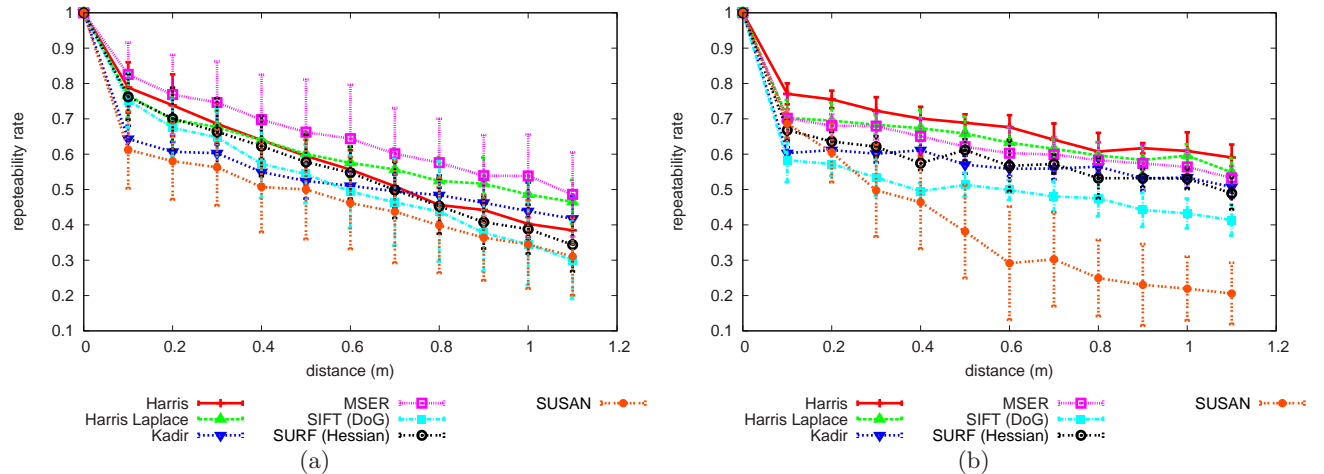 1
0.9
0.8
0.7
0.6
0.5
0.4
0.3
0.2
0.1
repeteability rate
0 0.2 0.4 0.6 0.8 1 1.2
distance (m)
Harris MSER SUSAN
Harris Laplace SIFT (DoG)
Kadir SURF (Hessian)
(a)
1
0.9
0.8
0.7
0.6
0.5
0.4
0.3
0.2
0.1
repeatability rate
0 0.2 0.4 0.6 0.8 1 1.2
distance (m)
Harris MSER SUSAN
Harris Laplace SIFT (DoG)
Kadir SURF (Hessian)
(b)